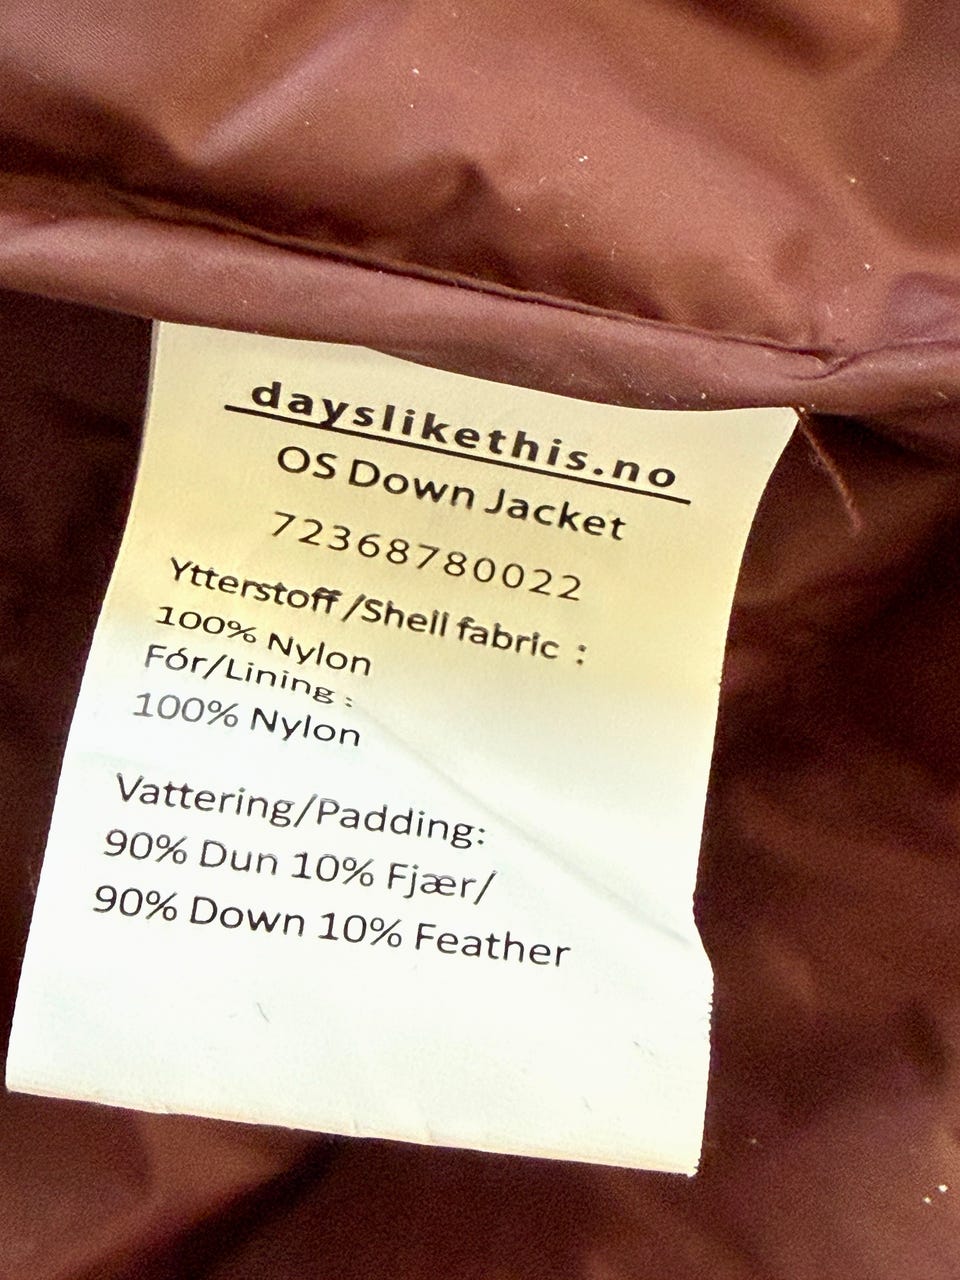 dayslikethis.no
OS Down Jacket
72368780022
Ytterstoff /Shell fabric :
100% Nylon
Fór/Lining :
100% Nylon
Vattering/Padding:
90% Dun 10% Fjær/
90% Down 10% Feather